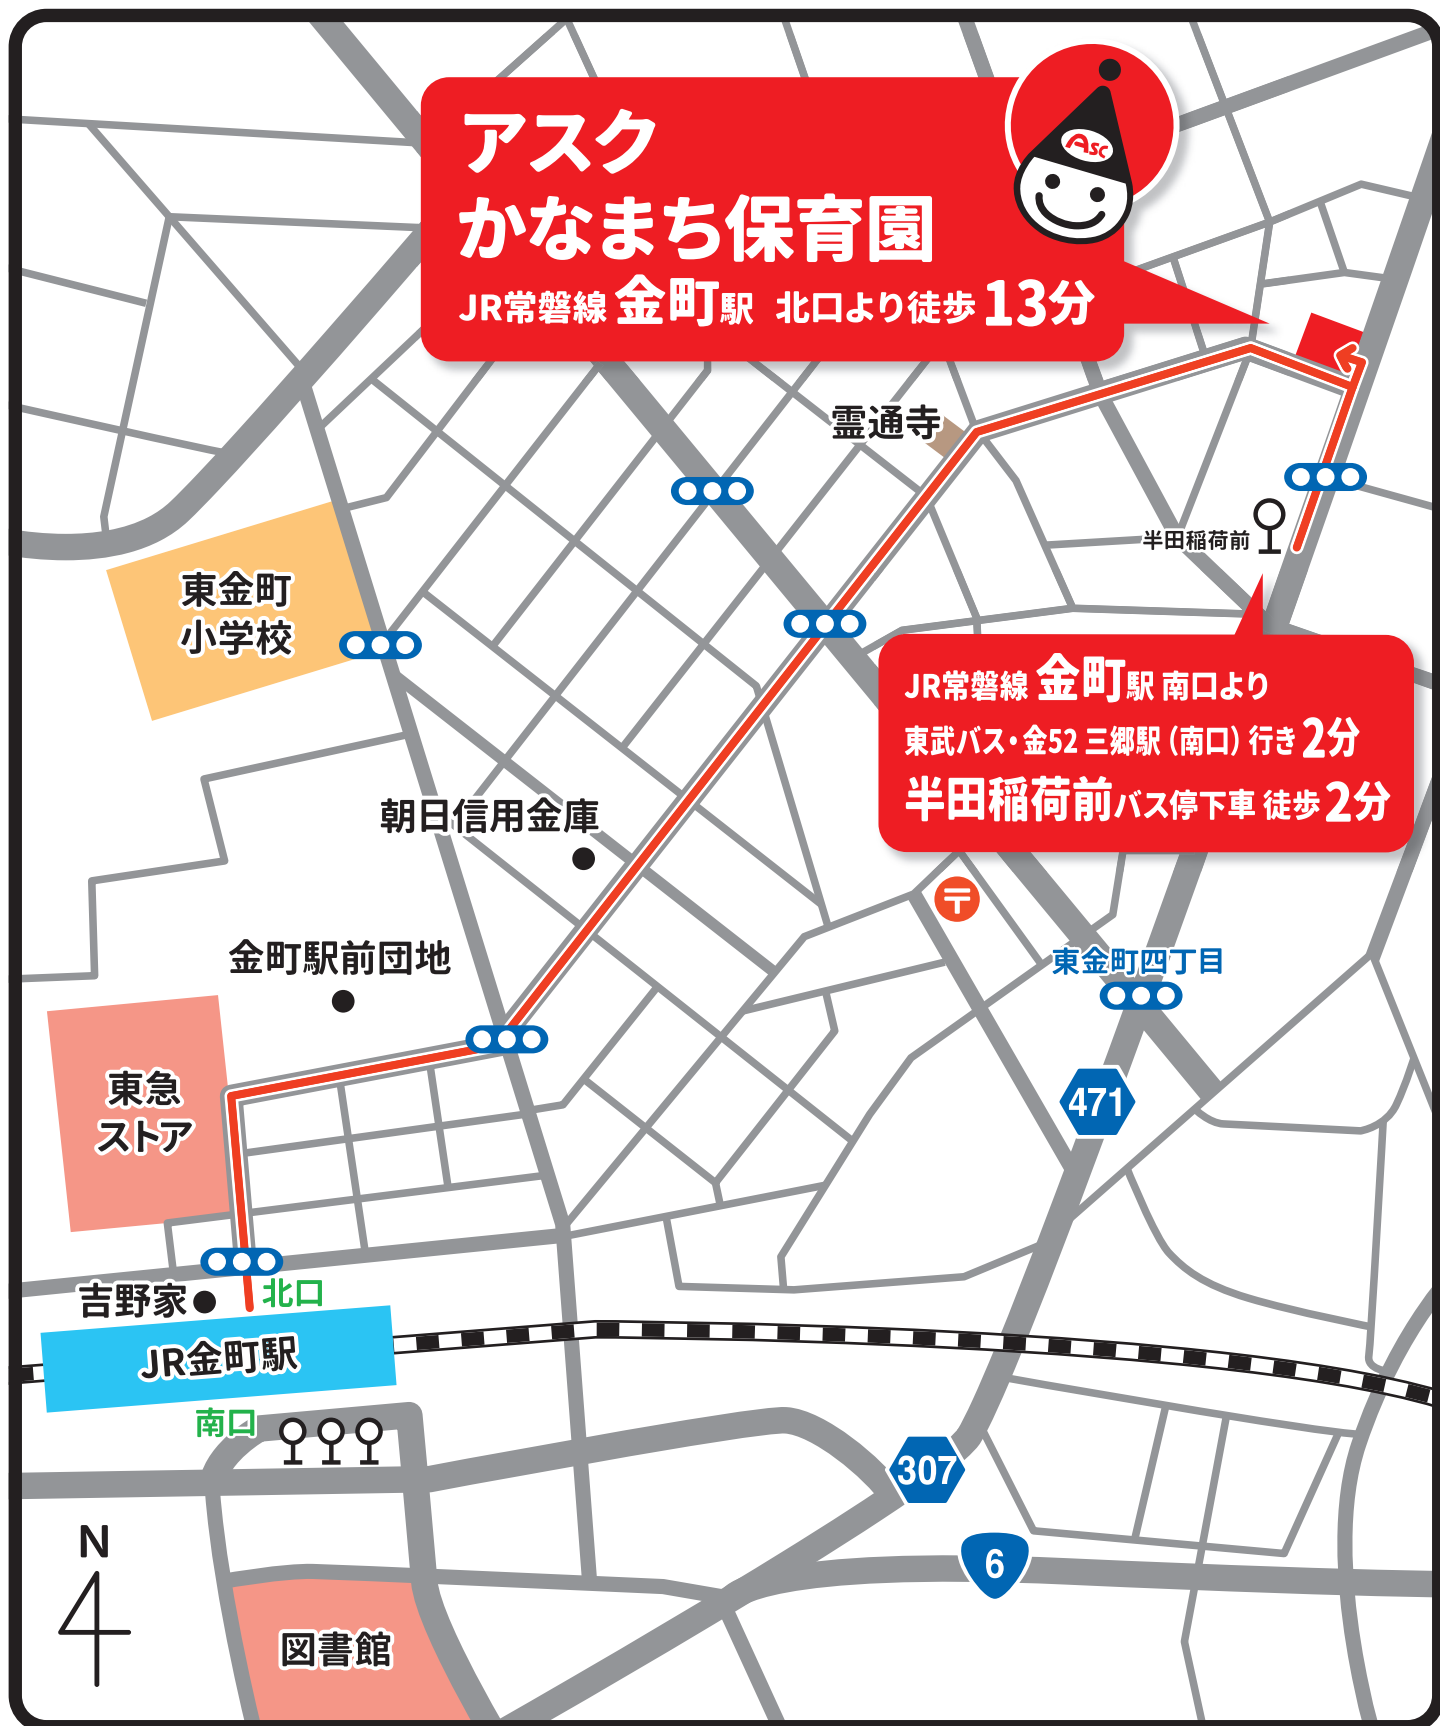 アスク
かなまち保育園
JR常磐線 金町駅 北口より徒歩 13分
ASC
霊通寺
半田稲荷前
東金町
小学校
JR常磐線 金町駅 南口より
東武バス・金52 三郷駅（南口）行き 2分
半田稲荷前バス停下車 徒歩 2分
朝日信用金庫
〒
金町駅前団地
東金町四丁目
東急
ストア
471
吉野家
北口
JR金町駅
南口
307
N
6
図書館